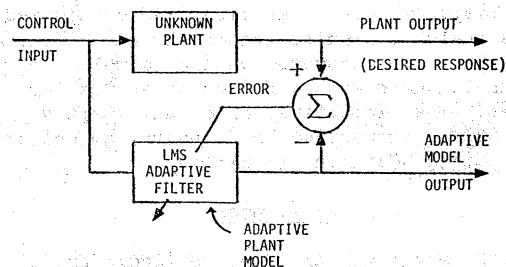 CONTROL
INPUT
UNKNOWN
PLANT
PLANT OUTPUT
(DESIRED RESPONSE)
+
ERROR
Σ
−
LMS
ADAPTIVE
FILTER
ADAPTIVE
MODEL
OUTPUT
ADAPTIVE
PLANT
MODEL